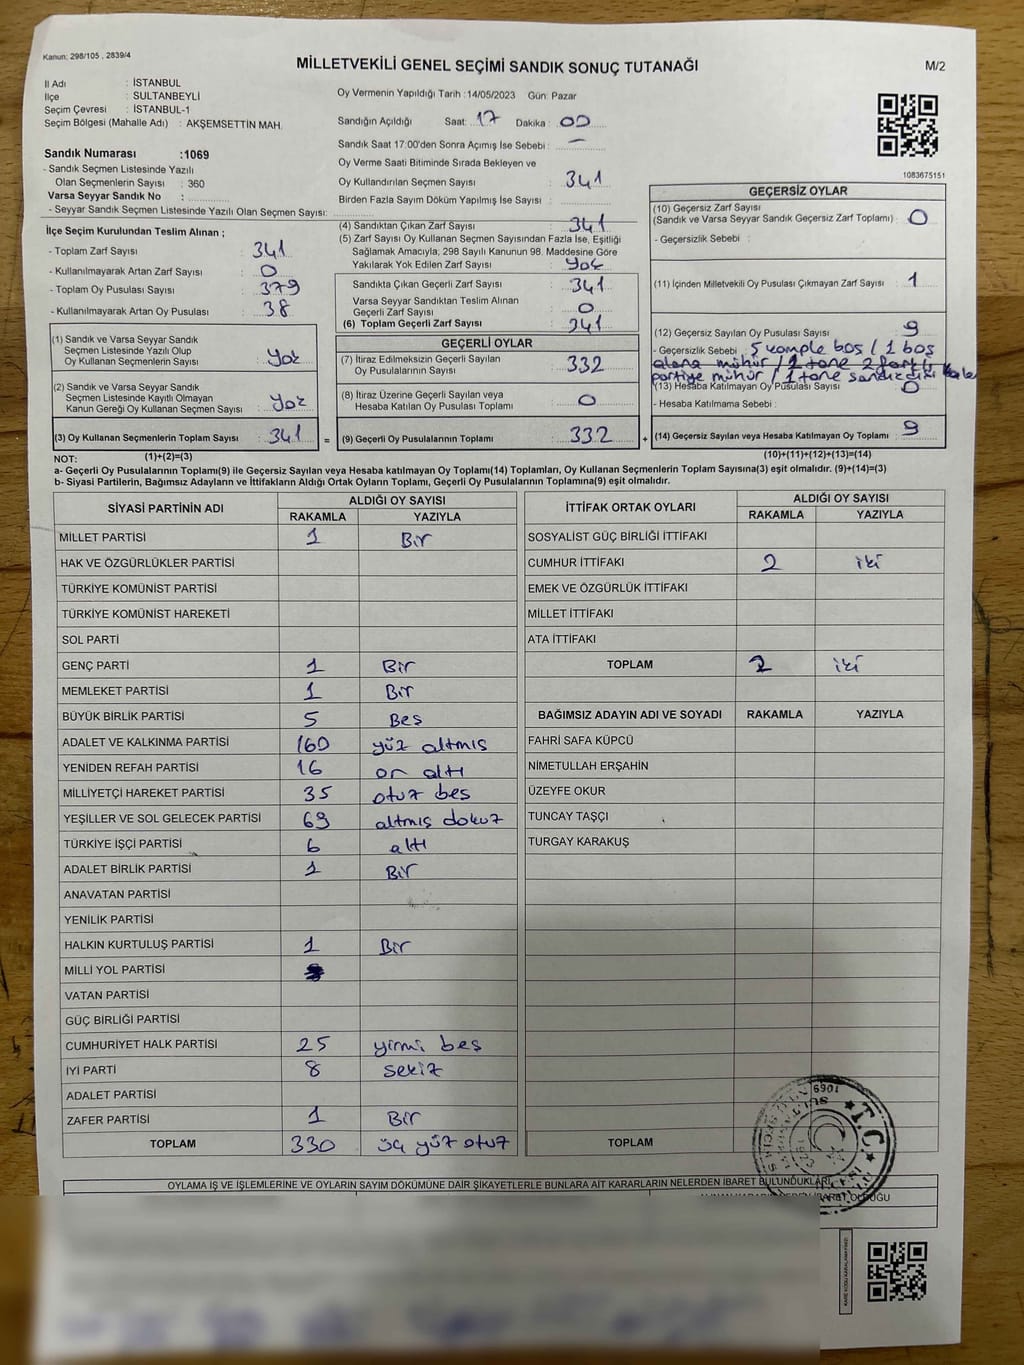 Kanun: 298/105 , 2839/4
MİLLETVEKİLİ GENEL SEÇİMİ SANDIK SONUÇ TUTANAĞI
M/2
İl Adı : İSTANBUL
İlçe : SULTANBEYLİ
Seçim Çevresi : İSTANBUL-1
Seçim Bölgesi (Mahalle Adı) : AKŞEMSETTİN MAH.
Sandık Numarası :1069
- Sandık Seçmen Listesinde Yazılı
Olan Seçmenlerin Sayısı : 360
Varsa Seyyar Sandık No :
- Seyyar Sandık Seçmen Listesinde Yazılı Olan Seçmen Sayısı:
Oy Vermenin Yapıldığı Tarih :14/05/2023 Gün: Pazar
Sandığın Açıldığı Saat: 17 Dakika : 00
Sandık Saat 17:00'den Sonra Açımış İse Sebebi : —
Oy Verme Saati Bitiminde Sırada Bekleyen ve
Oy Kullandırılan Seçmen Sayısı : 341
Birden Fazla Sayım Döküm Yapılmış İse Sayısı:
1083675151
İlçe Seçim Kurulundan Teslim Alınan ;
- Toplam Zarf Sayısı : 341
- Kullanılmayarak Artan Zarf Sayısı : 0
- Toplam Oy Pusulası Sayısı : 379
- Kullanılmayarak Artan Oy Pusulası : 38
(1) Sandık ve Varsa Seyyar Sandık
Seçmen Listesinde Yazılı Olup
Oy Kullanan Seçmenlerin Sayısı : Yok
(2) Sandık ve Varsa Seyyar Sandık
Seçmen Listesinde Kayıtlı Olmayan
Kanun Gereği Oy Kullanan Seçmen Sayısı : Yok
(3) Oy Kullanan Seçmenlerin Toplam Sayısı : 341 =
(4) Sandıktan Çıkan Zarf Sayısı : 341
(5) Zarf Sayısı Oy Kullanan Seçmen Sayısından Fazla İse, Eşitliği
Sağlamak Amacıyla, 298 Sayılı Kanunun 98. Maddesine Göre
Yakılarak Yok Edilen Zarf Sayısı : Yok
Sandıkta Çıkan Geçerli Zarf Sayısı : 341
Varsa Seyyar Sandıktan Teslim Alınan
Geçerli Zarf Sayısı : 0
(6) Toplam Geçerli Zarf Sayısı : 341
GEÇERLİ OYLAR
(7) İtiraz Edilmeksizin Geçerli Sayılan
Oy Pusulalarının Sayısı : 332
(8) İtiraz Üzerine Geçerli Sayılan veya
Hesaba Katılan Oy Pusulası Toplamı : 0
(9) Geçerli Oy Pusulalarının Toplamı : 332 +
GEÇERSİZ OYLAR
(10) Geçersiz Zarf Sayısı
(Sandık ve Varsa Seyyar Sandık Geçersiz Zarf Toplamı) : 0
- Geçersizlik Sebebi :
(11) İçinden Milletvekili Oy Pusulası Çıkmayan Zarf Sayısı : 1
(12) Geçersiz Sayılan Oy Pusulası Sayısı : 9
- Geçersizlik Sebebi : 5 komple boş / 1 boş
alana mühür / 1 tane 2 farklı
partiye mühür / 1 tane sandık dışı
(13) Hesaba Katılmayan Oy Pusulası Sayısı : 0
- Hesaba Katılmama Sebebi :
(14) Geçersiz Sayılan veya Hesaba Katılmayan Oy Toplamı : 9
NOT: (1)+(2)=(3) (10)+(11)+(12)+(13)=(14)
a- Geçerli Oy Pusulalarının Toplamı(9) ile Geçersiz Sayılan veya Hesaba katılmayan Oy Toplamı(14) Toplamları, Oy Kullanan Seçmenlerin Toplam Sayısına(3) eşit olmalıdır. (9)+(14)=(3)
b- Siyasi Partilerin, Bağımsız Adayların ve İttifakların Aldığı Ortak Oyların Toplamı, Geçerli Oy Pusulalarının Toplamına(9) eşit olmalıdır.
SİYASİ PARTİNİN ADI ALDIĞI OY SAYISI
RAKAMLA YAZIYLA
MİLLET PARTİSİ 1 Bir
HAK VE ÖZGÜRLÜKLER PARTİSİ
TÜRKİYE KOMÜNİST PARTİSİ
TÜRKİYE KOMÜNİST HAREKETİ
SOL PARTİ
GENÇ PARTİ 1 Bir
MEMLEKET PARTİSİ 1 Bir
BÜYÜK BİRLİK PARTİSİ 5 Beş
ADALET VE KALKINMA PARTİSİ 160 yüz altmış
YENİDEN REFAH PARTİSİ 16 on altı
MİLLİYETÇİ HAREKET PARTİSİ 35 otuz beş
YEŞİLLER VE SOL GELECEK PARTİSİ 69 altmış dokuz
TÜRKİYE İŞÇİ PARTİSİ 6 altı
ADALET BİRLİK PARTİSİ 1 Bir
ANAVATAN PARTİSİ
YENİLİK PARTİSİ
HALKIN KURTULUŞ PARTİSİ 1 Bir
MİLLİ YOL PARTİSİ
VATAN PARTİSİ
GÜÇ BİRLİĞİ PARTİSİ
CUMHURİYET HALK PARTİSİ 25 yirmi beş
İYİ PARTİ 8 sekiz
ADALET PARTİSİ
ZAFER PARTİSİ 1 Bir
TOPLAM 330 üç yüz otuz
İTTİFAK ORTAK OYLARI ALDIĞI OY SAYISI
RAKAMLA YAZIYLA
SOSYALİST GÜÇ BİRLİĞİ İTTİFAKI
CUMHUR İTTİFAKI 2 iki
EMEK VE ÖZGÜRLÜK İTTİFAKI
MİLLET İTTİFAKI
ATA İTTİFAKI
TOPLAM 2 iki
BAĞIMSIZ ADAYIN ADI VE SOYADI RAKAMLA YAZIYLA
FAHRİ SAFA KÜPCÜ
NİMETULLAH ERŞAHİN
ÜZEYFE OKUR
TUNCAY TAŞÇI
TURGAY KARAKUŞ
TOPLAM
T.C.
1069
OYLAMA İŞ VE İŞLEMLERİNE VE OYLARIN SAYIM DÖKÜMÜNE DAİR ŞİKAYETLERLE BUNLARA AİT KARARLARIN NELERDEN İBARET BULUNDUKLARI